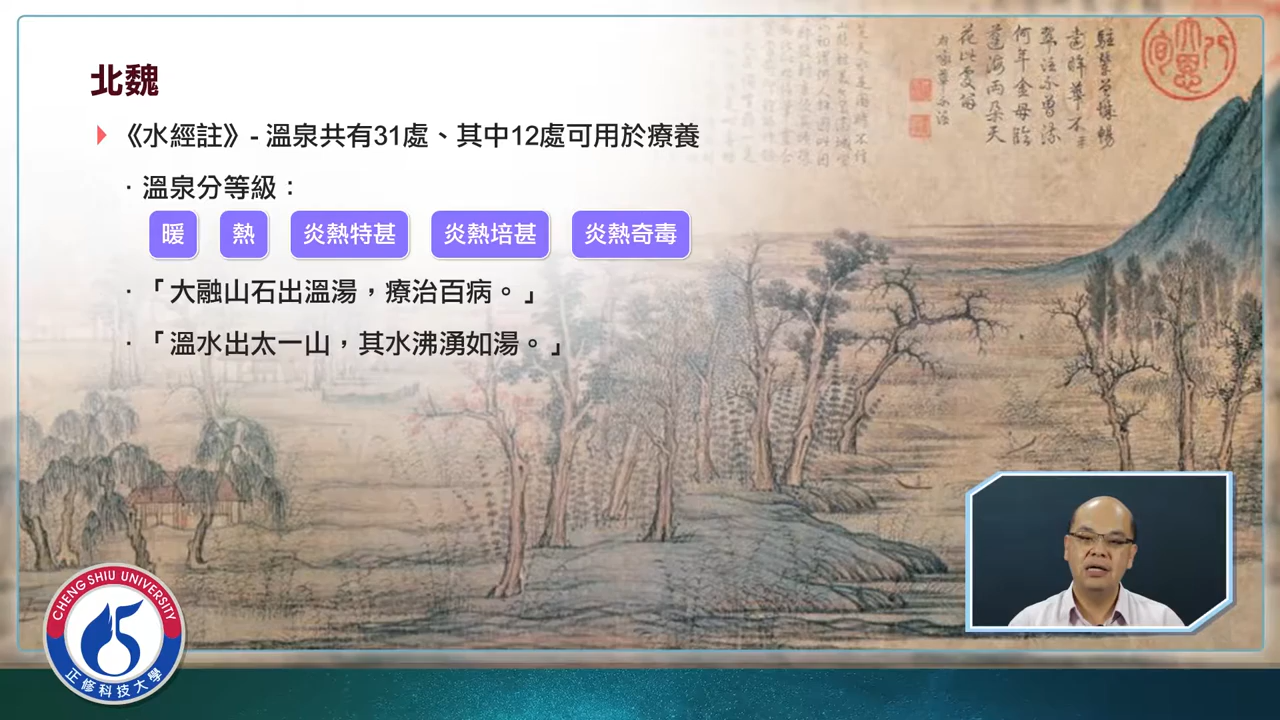 北魏
《水經註》- 溫泉共有31處、其中12處可用於療養
· 溫泉分等級：
暖 熱 炎熱特甚 炎熱培甚 炎熱奇毒
· 「大融山石出溫湯，療治百病。」
· 「溫水出太一山，其水沸湧如湯。」
CHENG SHIU UNIVERSITY
正修科技大學